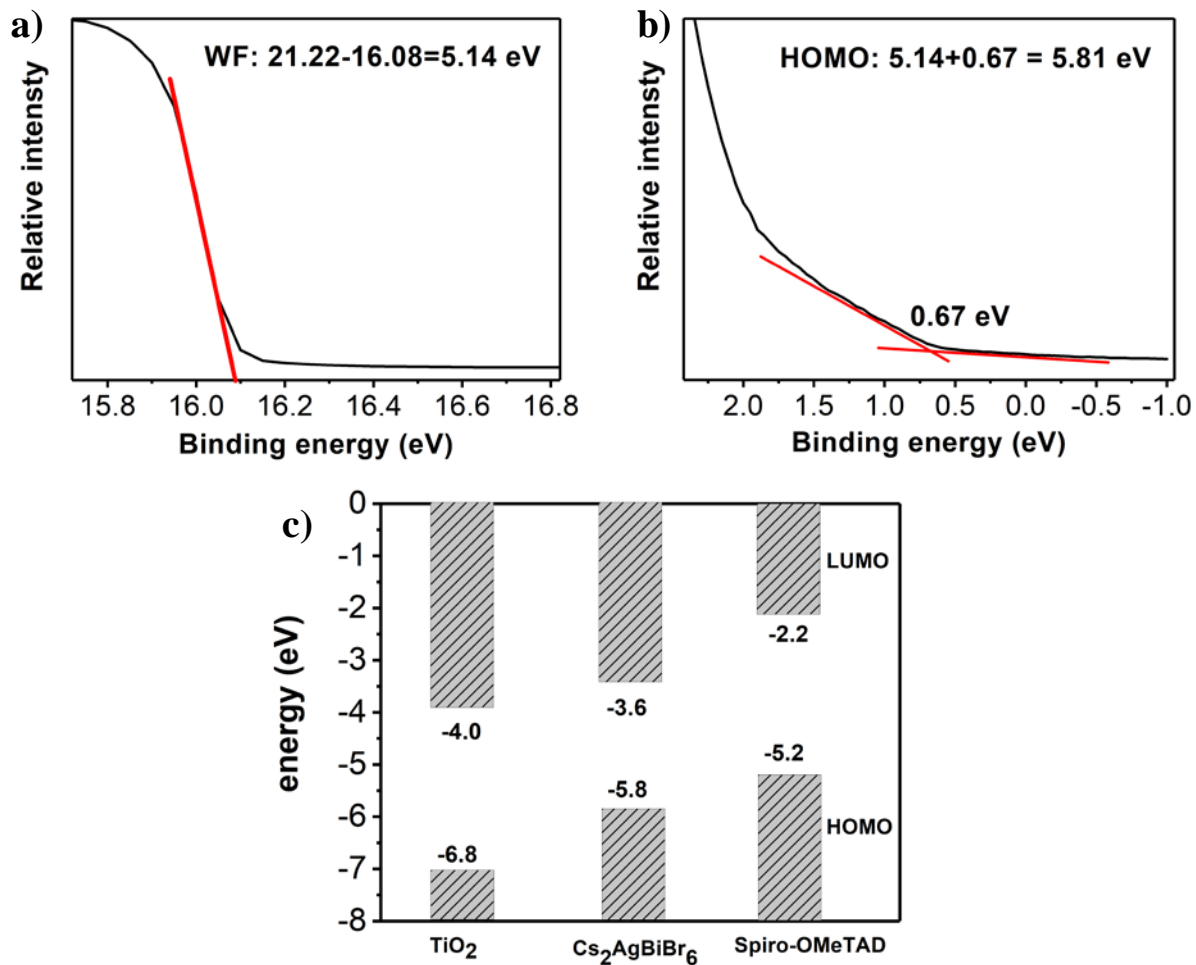 a)
WF: 21.22-16.08=5.14 eV
Relative intensty
15.8 16.0 16.2 16.4 16.6 16.8
Binding energy (eV)
b)
HOMO: 5.14+0.67 = 5.81 eV
Relative intensty
0.67 eV
2.0 1.5 1.0 0.5 0.0 -0.5 -1.0
Binding energy (eV)
c)
energy (eV)
0
-1
-2
-3
-4
-5
-6
-7
-8
LUMO
-2.2
-3.6
-4.0
-5.2
-5.8
HOMO
-6.8
TiO2
Cs2AgBiBr6
Spiro-OMeTAD